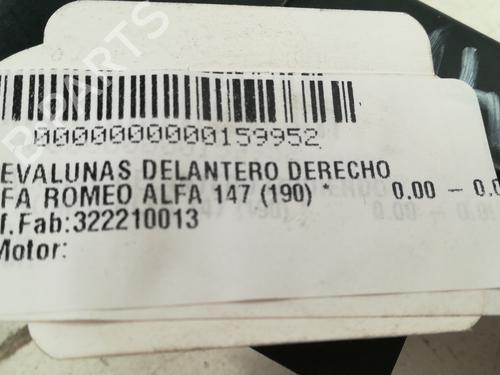 0000000000159952
EVALUNAS DELANTERO DERECHO
FA ROMEO ALFA 147 (190) * 0.00 – 0.0
f.Fab:322210013
Motor: